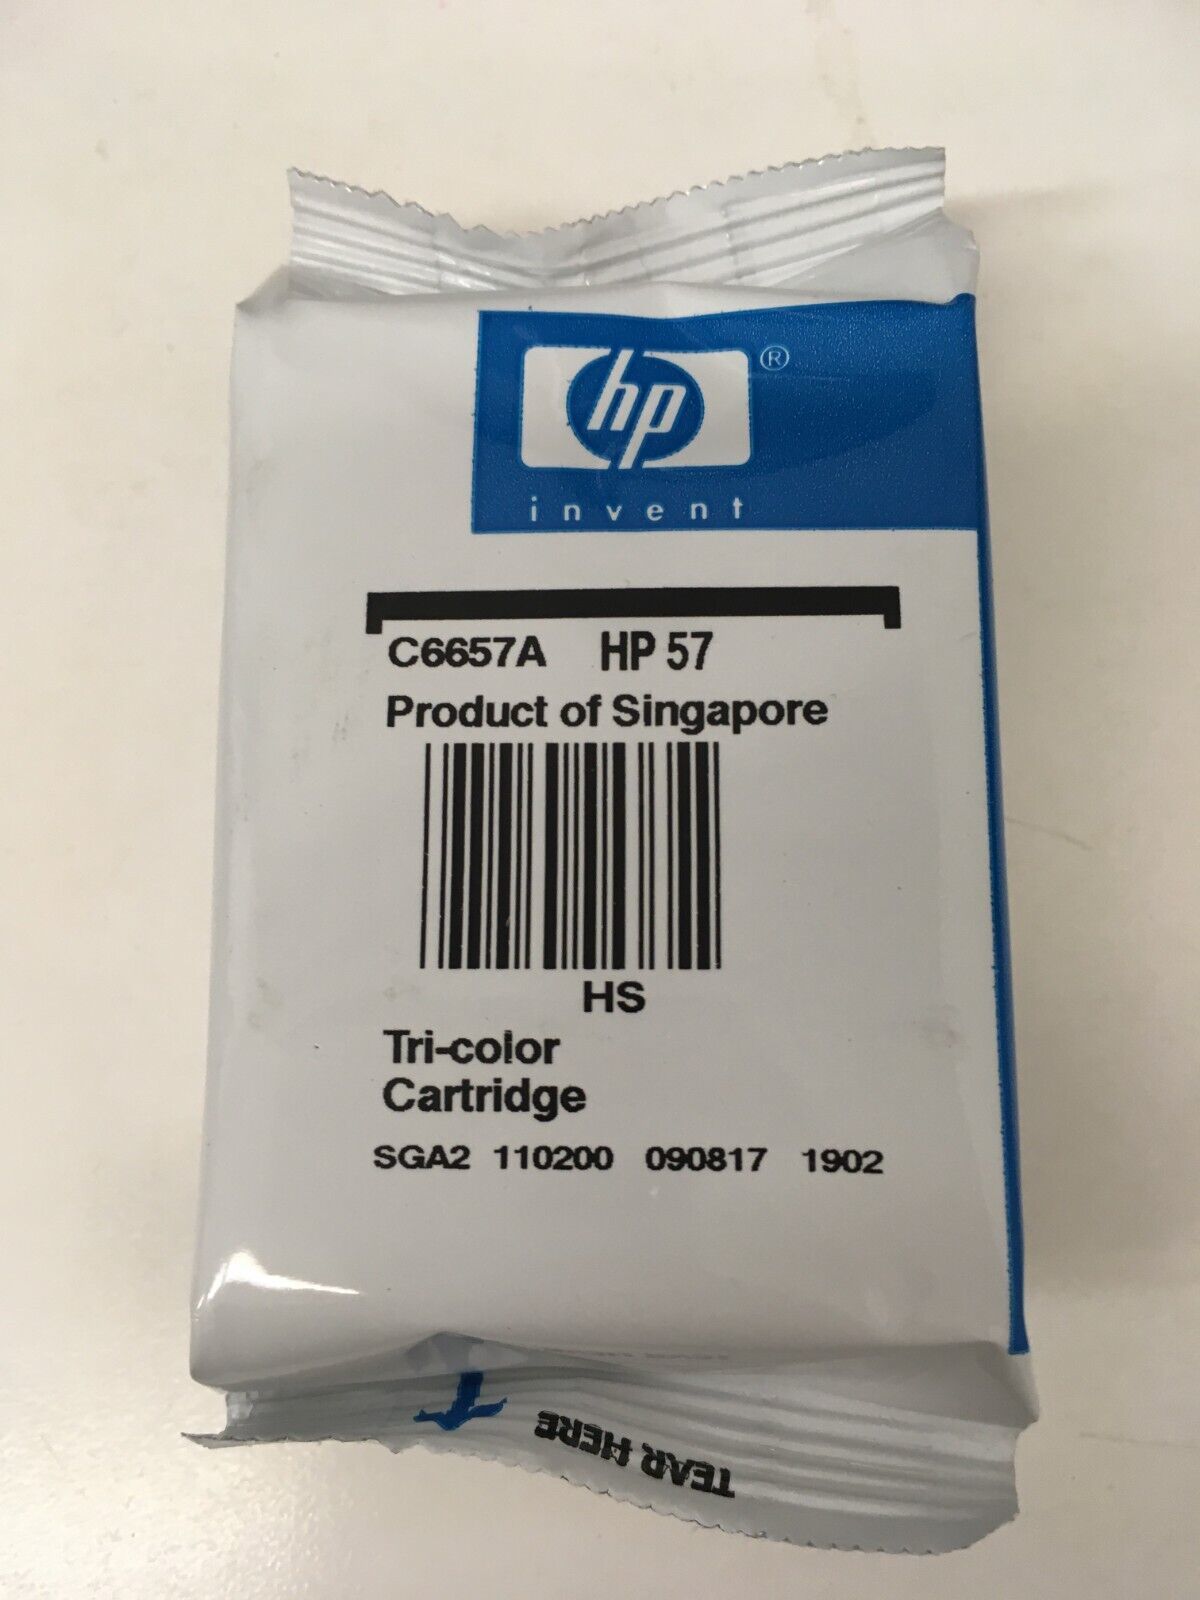 hp ®
invent
C6657A HP 57
Product of Singapore
HS
Tri-color
Cartridge
SGA2 110200 090817 1902
TEAR HERE